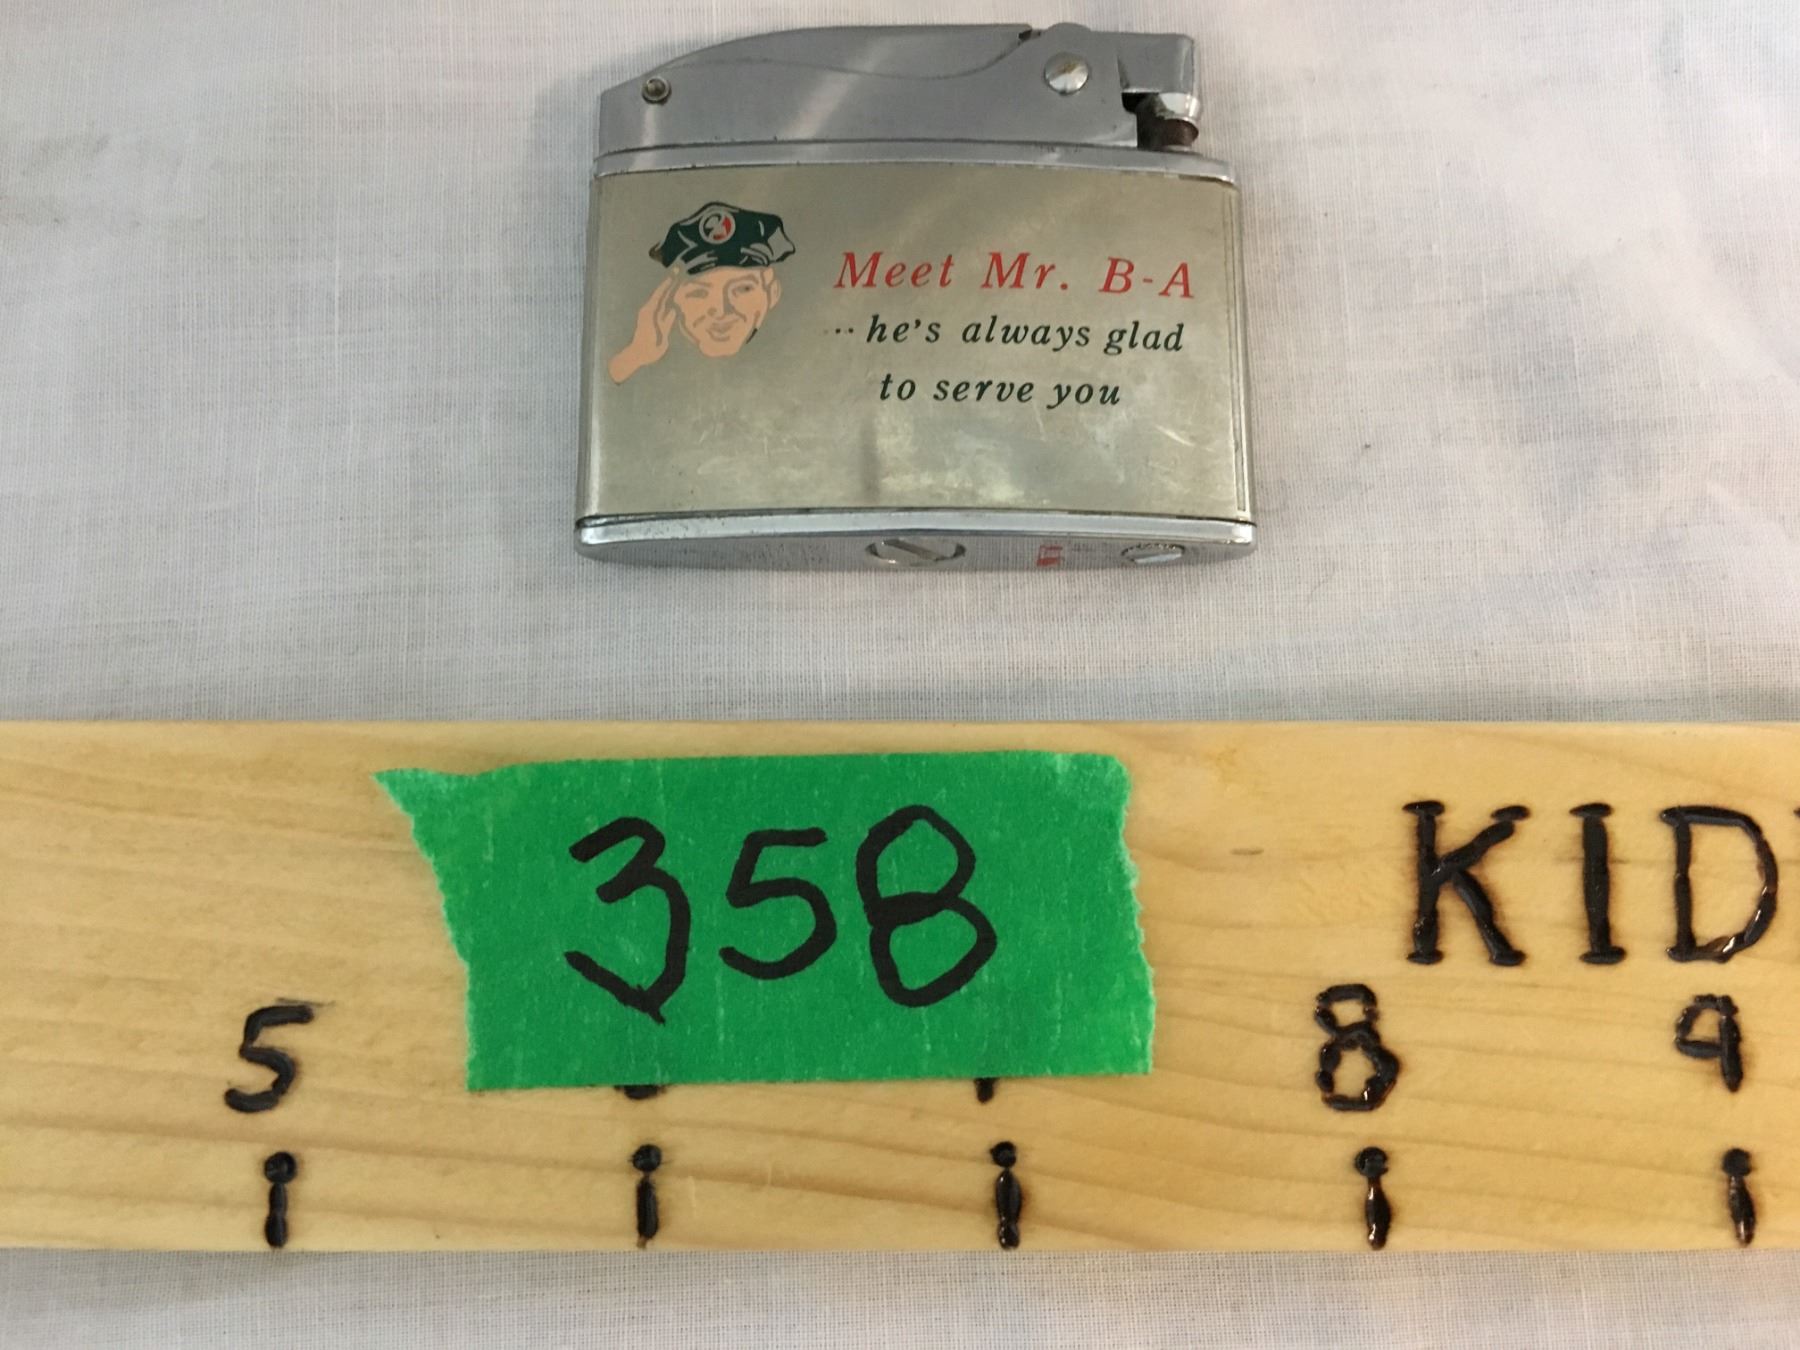 Meet Mr. B-A
··he's always glad
to serve you
358
KID
5 8 9